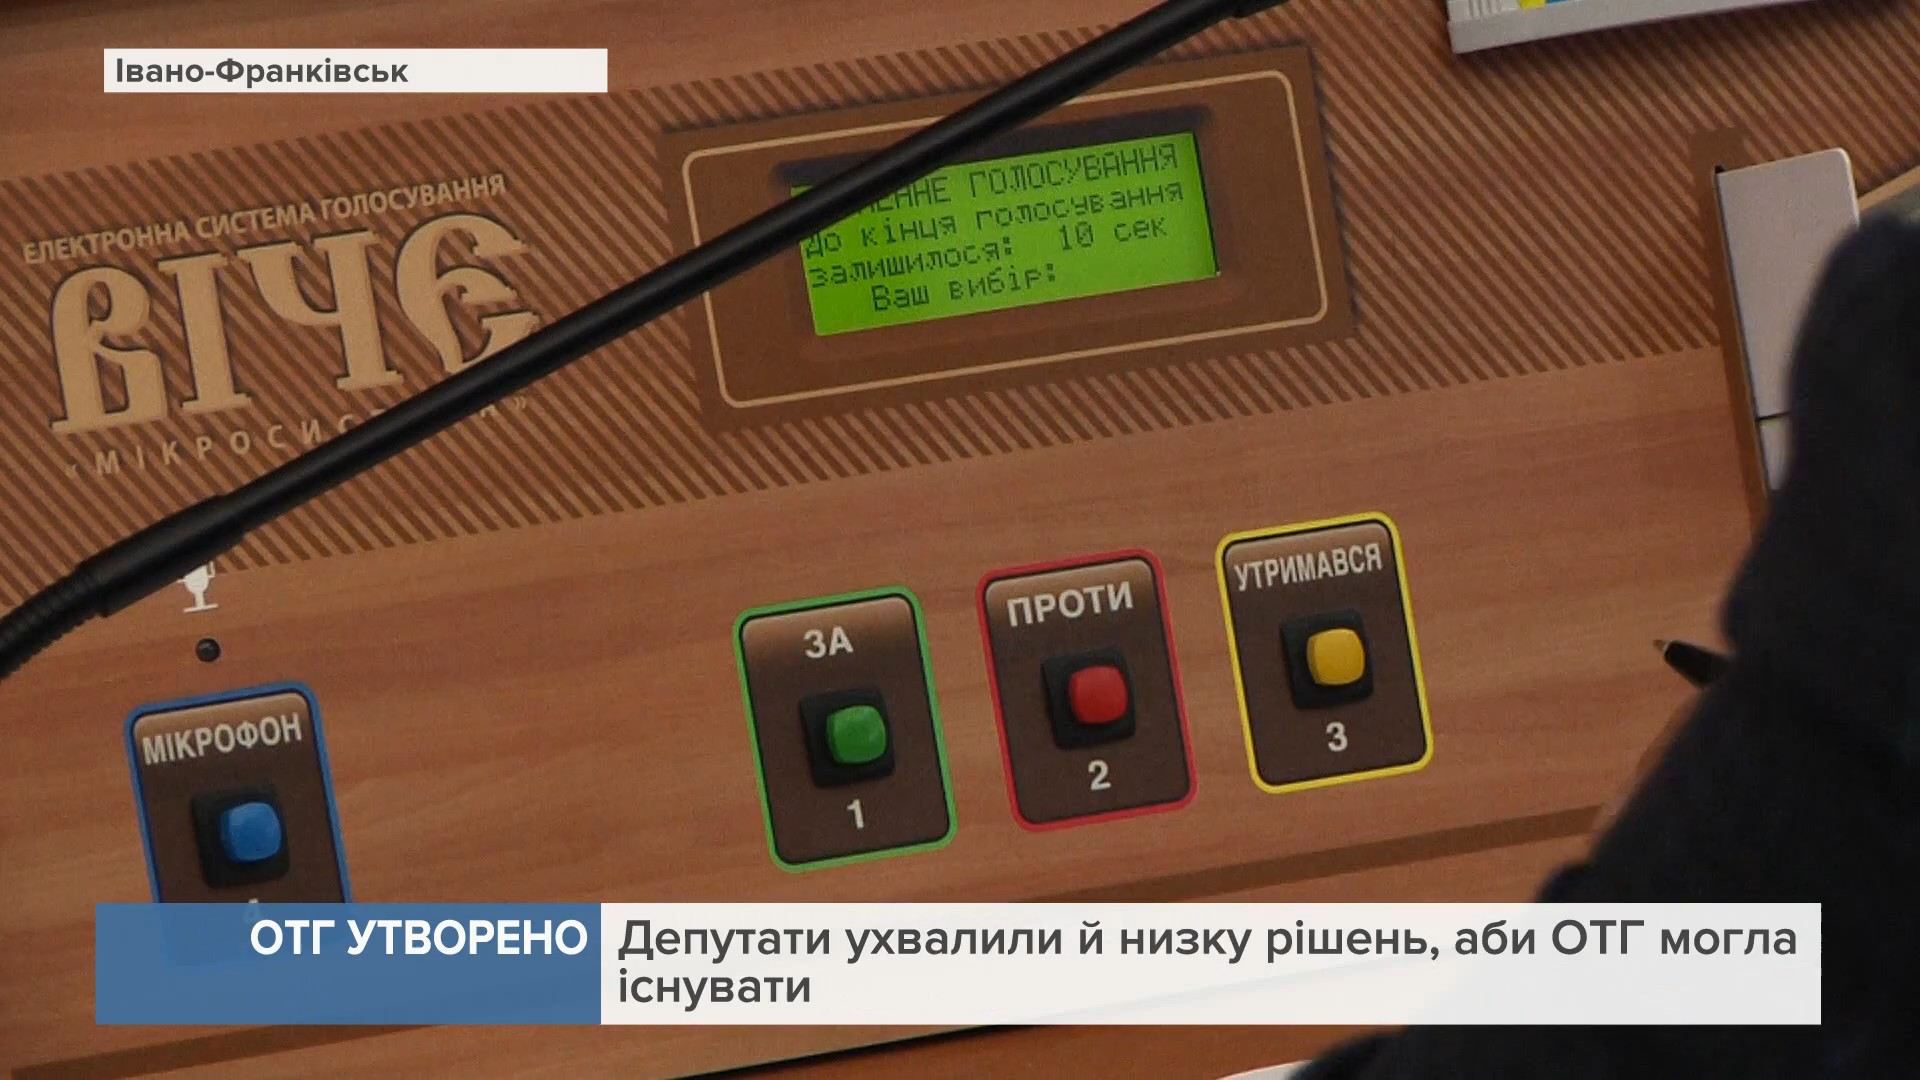 Івано-Франківськ
ЕЛЕКТРОННА СИСТЕМА ГОЛОСУВАННЯ
ВІЧЕ
ГОЛОСУВАННЯ
До кінця голосування
залишилося: 10 сек
Ваш вибір:
МІКРОФОН
ЗА
1
ПРОТИ
2
УТРИМАВСЯ
3
ОТГ УТВОРЕНО
Депутати ухвалили й низку рішень, аби ОТГ могла
існувати